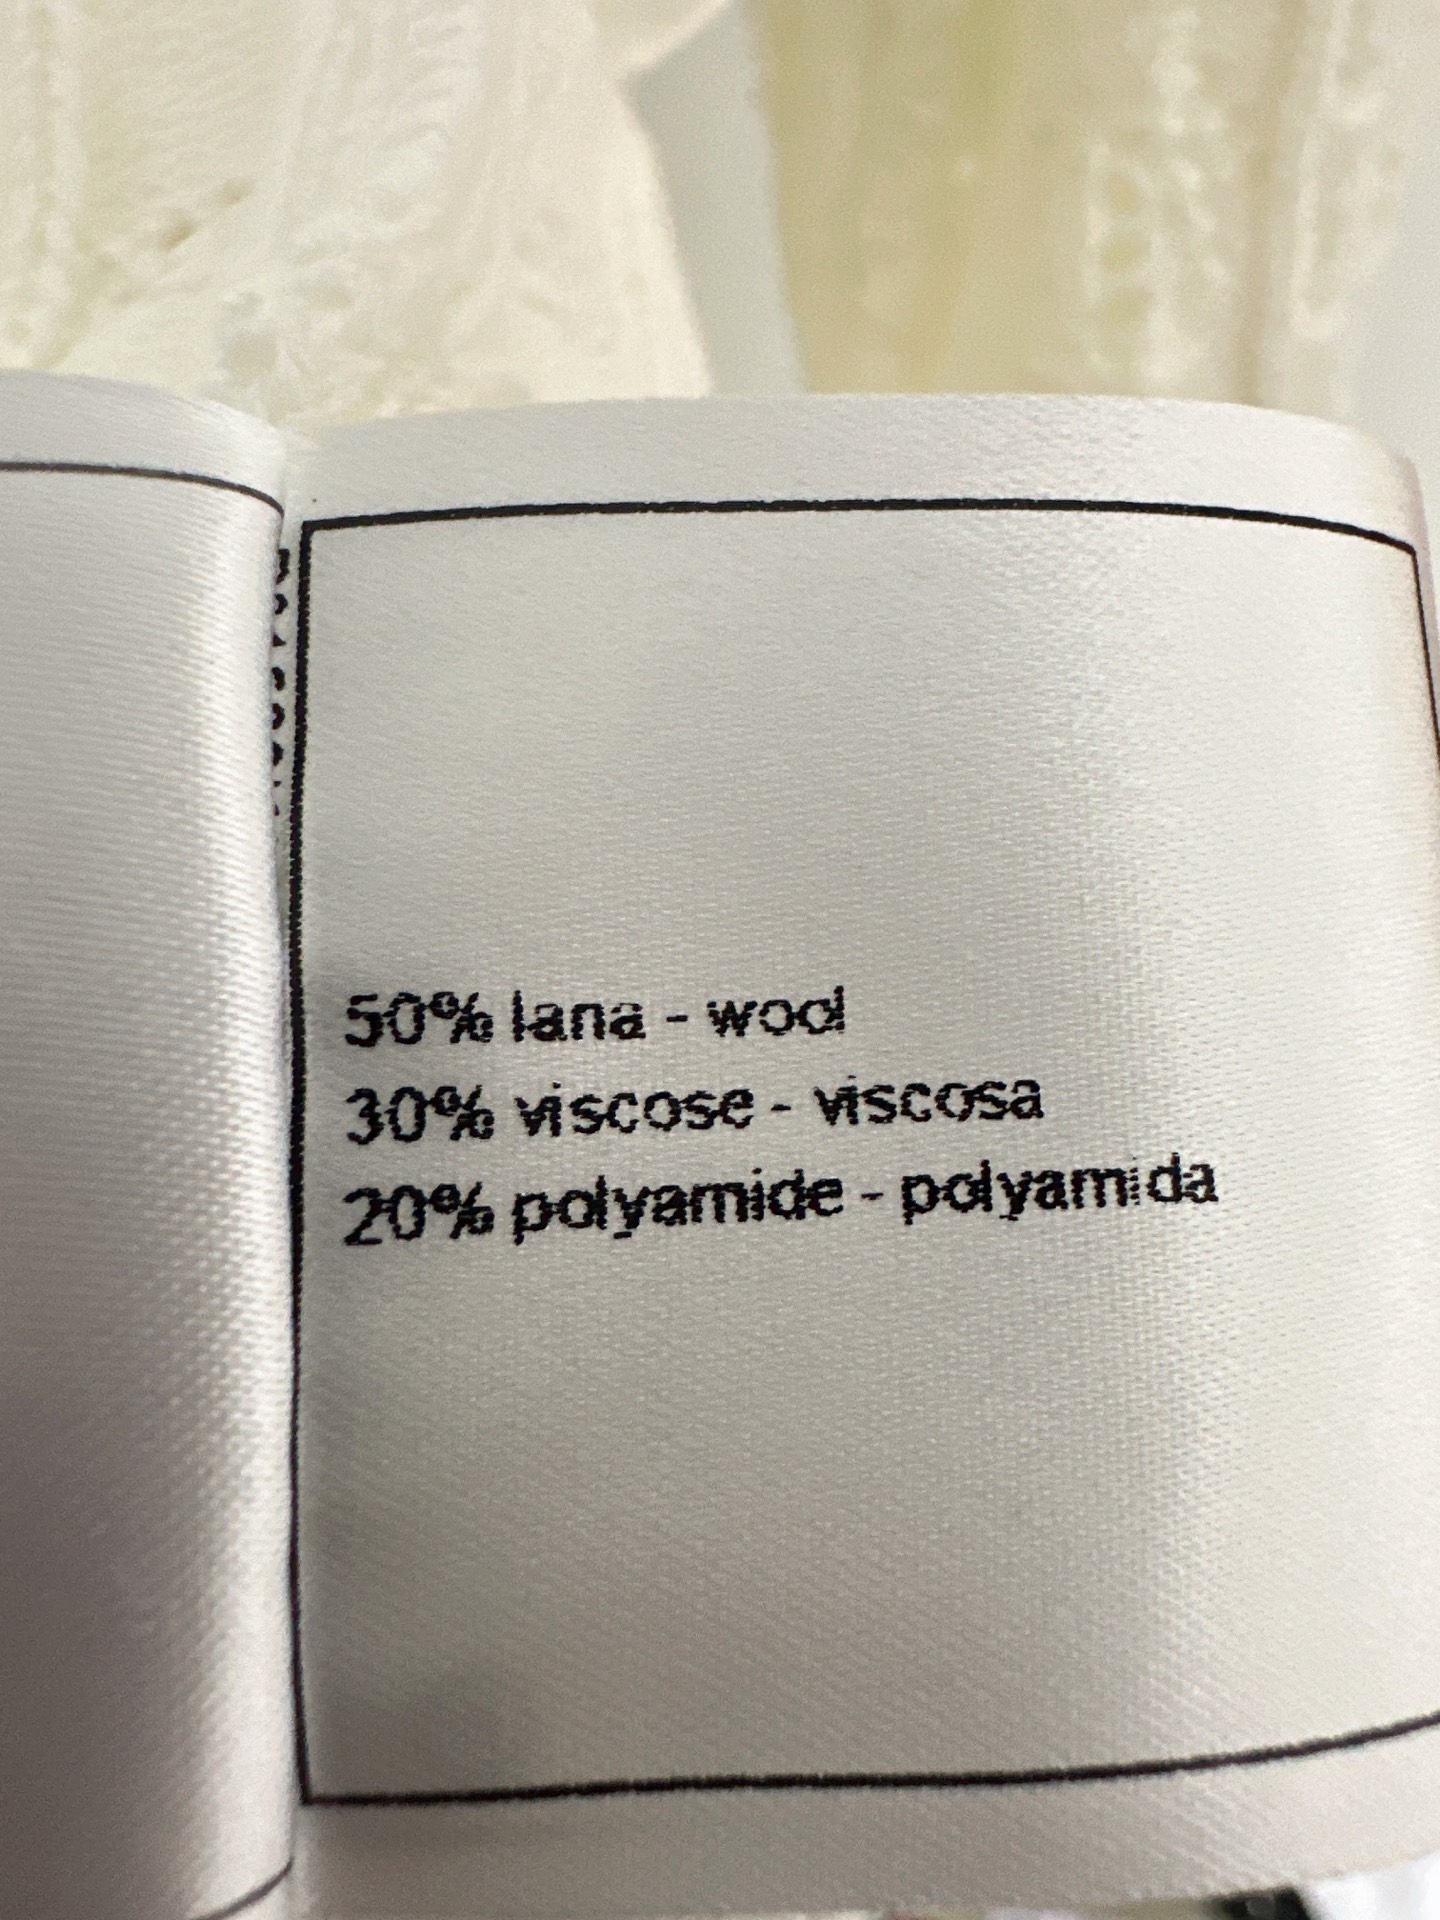 50% lana - wool
30% viscose - viscosa
20% polyamide - polyamida